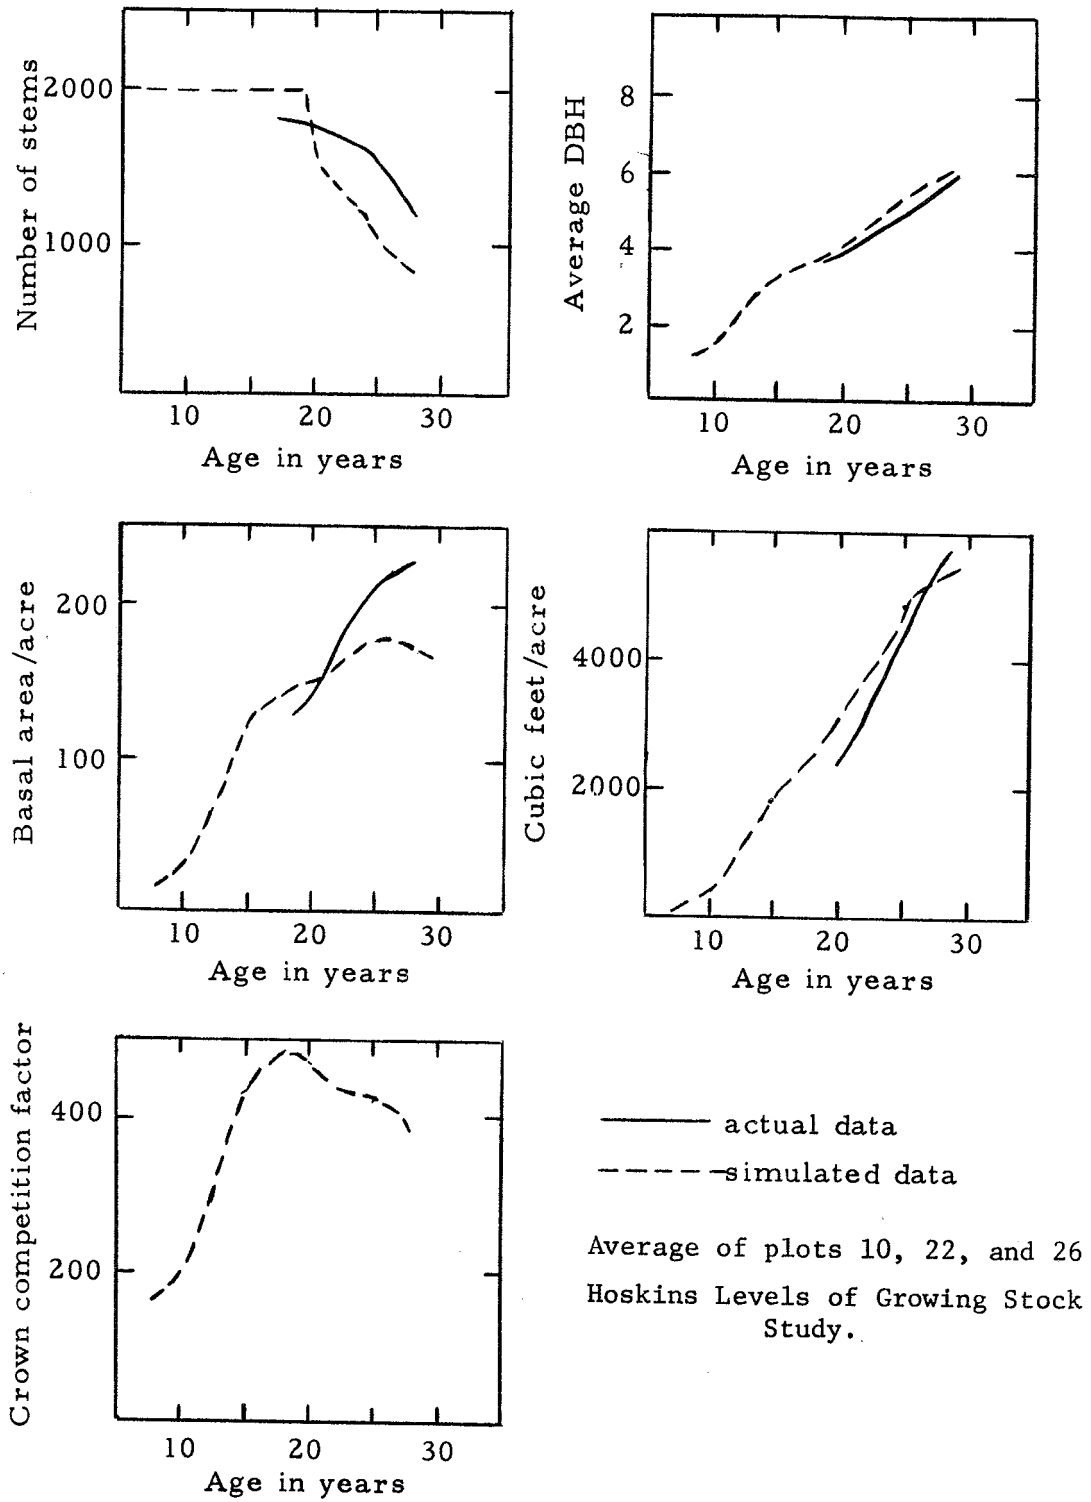 Number of stems
2000
1000
10 20 30
Age in years
Average DBH
8
6
4
2
10 20 30
Age in years
Basal area/acre
200
100
10 20 30
Age in years
Cubic feet/acre
4000
2000
10 20 30
Age in years
Crown competition factor
400
200
10 20 30
Age in years
actual data
simulated data
Average of plots 10, 22, and 26
Hoskins Levels of Growing Stock
Study.